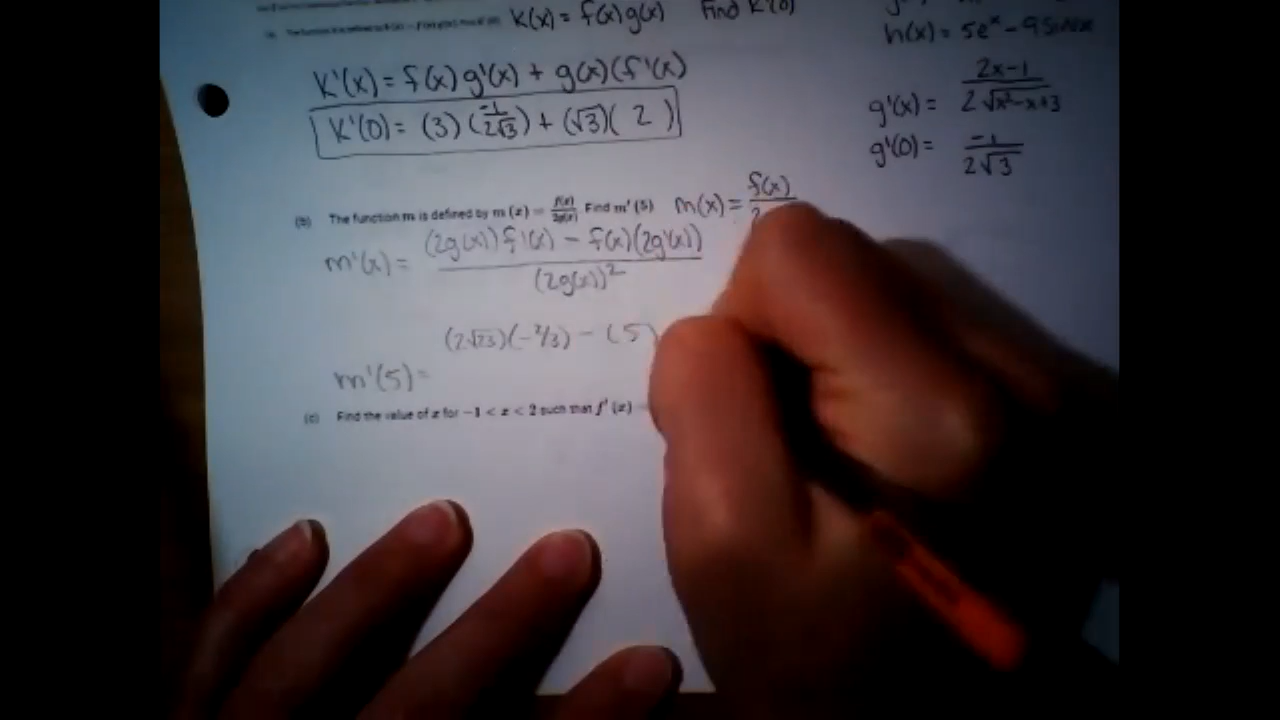 K(x) = f(x)g(x) Find K'(0)
h(x) = 5eˣ - 9 sinx
K'(x) = f(x) g'(x) + g(x)(f'(x)
K'(0) = (3) (-1/2√3) + (√3)( 2 )
g'(x) = 2x-1 / 2√x²-x+3
g'(0) = -1 / 2√3
(b) The function m is defined by m (x) = f(x)/2g(x). Find m' (5) m(x) = f(x)/2
m'(x) = (2g(x)) f'(x) - f(x)(2g'(x)) / (2g(x))²
(2√23)(-2/3) - (5)
m'(5) =
(c) Find the value of x for -1 < x < 2 such that f' (x)